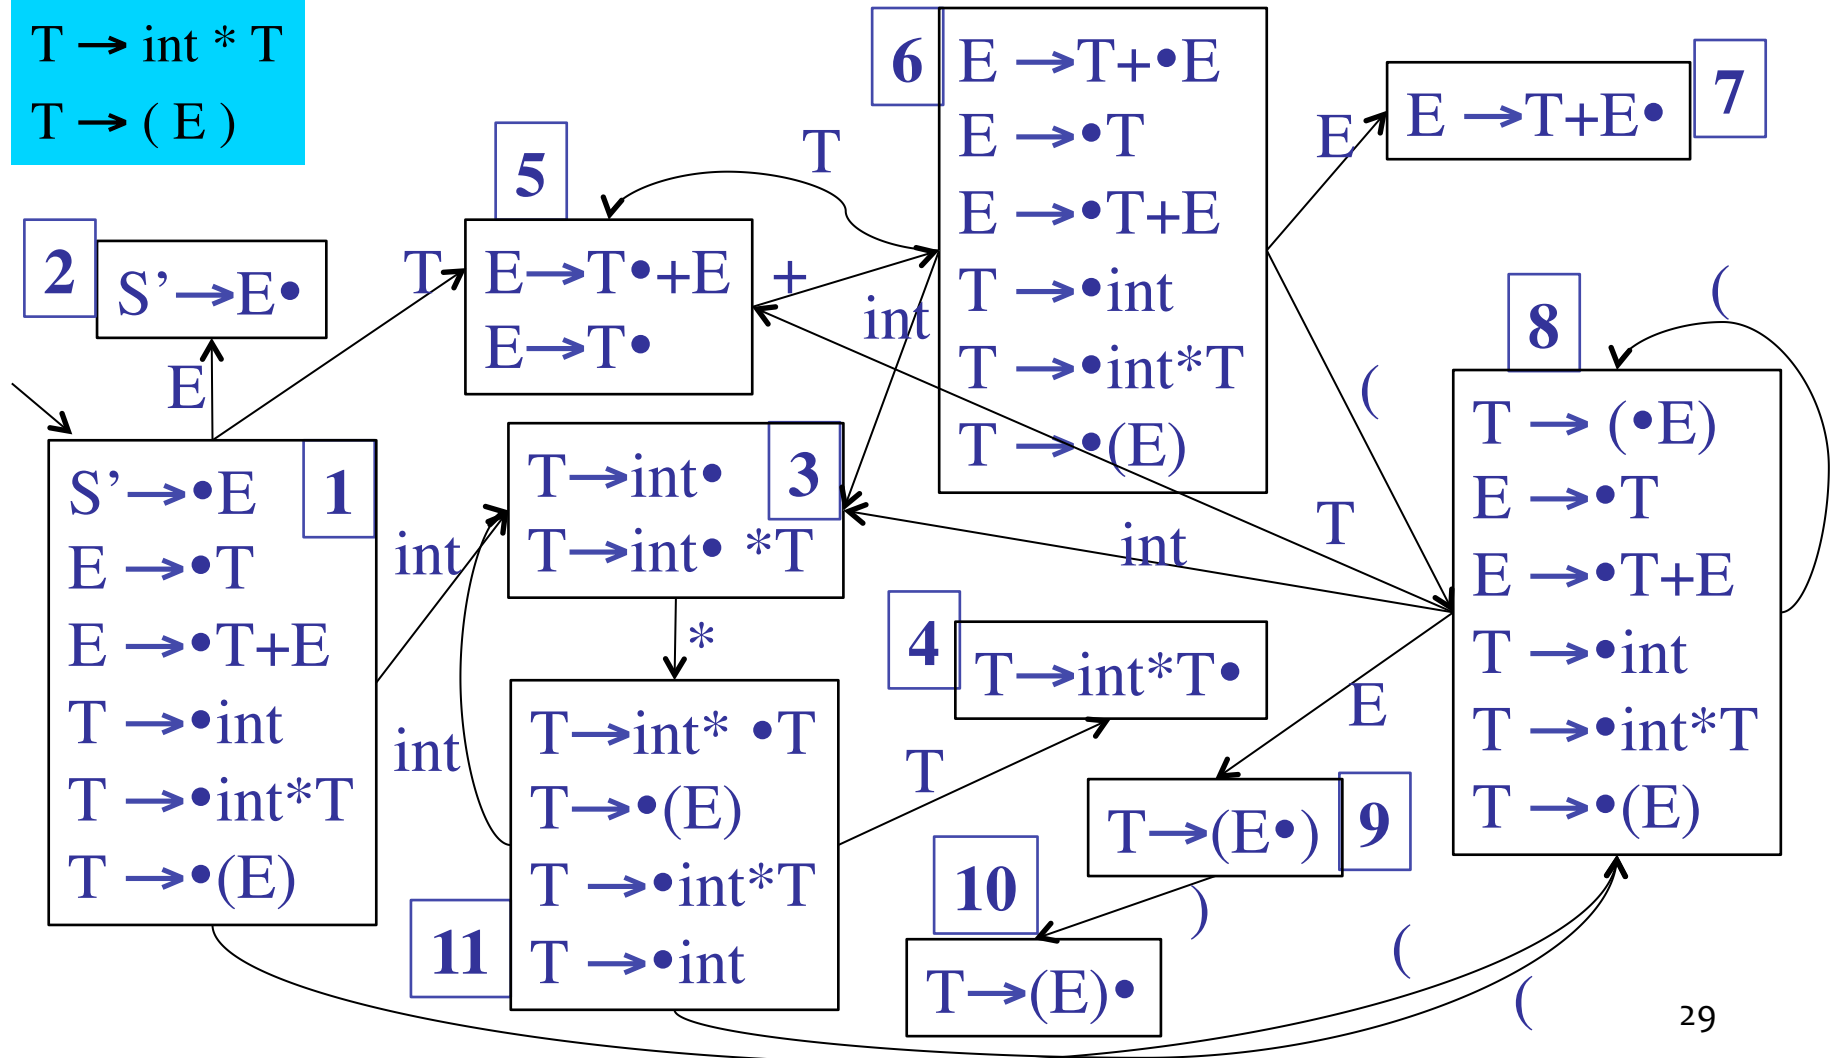 T → int * T
T → ( E )
2
S’ → E•
E
T
5
E → T•+E
E → T•
T
+
int
6
E → T+•E
E → •T
E → •T+E
T → •int
T → •int*T
T → •(E)
E
7
E → T+E•
(
8
(
T → (•E)
E → •T
E → •T+E
T → •int
T → •int*T
T → •(E)
1
S’ → •E
E → •T
E → •T+E
T → •int
T → •int*T
T → •(E)
int
3
T → int•
T → int• *T
int
T
*
int
11
T → int* •T
T → •(E)
T → •int*T
T → •int
T
4
T → int*T•
E
9
T → (E•)
)
10
T → (E)•
(
(
29